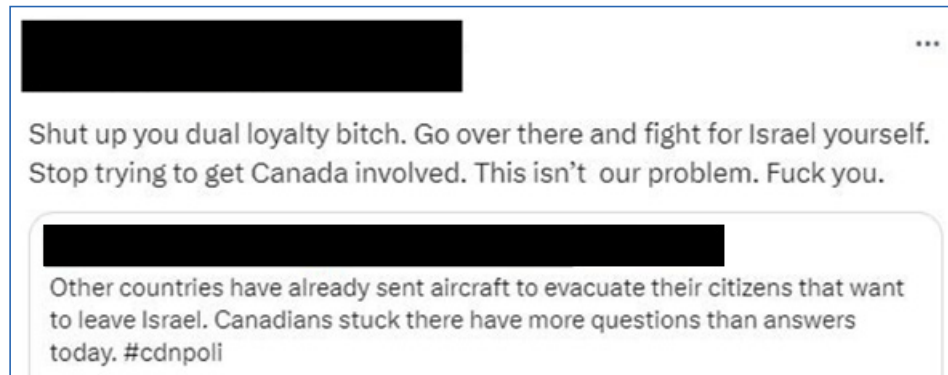 Shut up you dual loyalty bitch. Go over there and fight for Israel yourself.
Stop trying to get Canada involved. This isn't  our problem. Fuck you.
Other countries have already sent aircraft to evacuate their citizens that want
to leave Israel. Canadians stuck there have more questions than answers
today. #cdnpoli